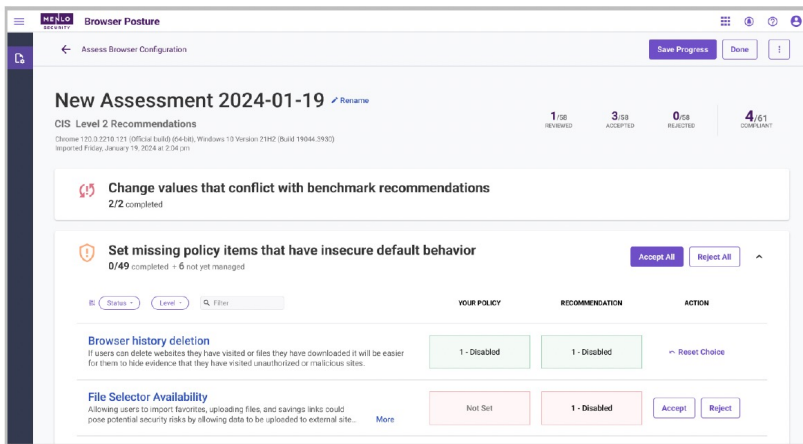 MENLO
SECURITY
Browser Posture
Assess Browser Configuration
Save Progress
Done
New Assessment 2024-01-19
Rename
CIS Level 2 Recommendations
Chrome 120.0.2210.121 (Official build) (64-bit), Windows 10 Version 21H2 (Build 19044.3930)
Imported Friday, January 19, 2024 at 2:04 pm
1/58
REVIEWED
3/58
ACCEPTED
0/58
REJECTED
4/61
COMPLIANT
Change values that conflict with benchmark recommendations
2/2 completed
Set missing policy items that have insecure default behavior
0/49 completed + 6 not yet managed
Accept All
Reject All
Status
Level
Filter
YOUR POLICY
RECOMMENDATION
ACTION
Browser history deletion
If users can delete websites they have visited or files they have downloaded it will be easier
for them to hide evidence that they have visited unauthorized or malicious sites.
1 - Disabled
1 - Disabled
Reset Choice
File Selector Availability
Allowing users to import favorites, uploading files, and savings links could
pose potential security risks by allowing data to be uploaded to external site...
More
Not Set
1 - Disabled
Accept
Reject